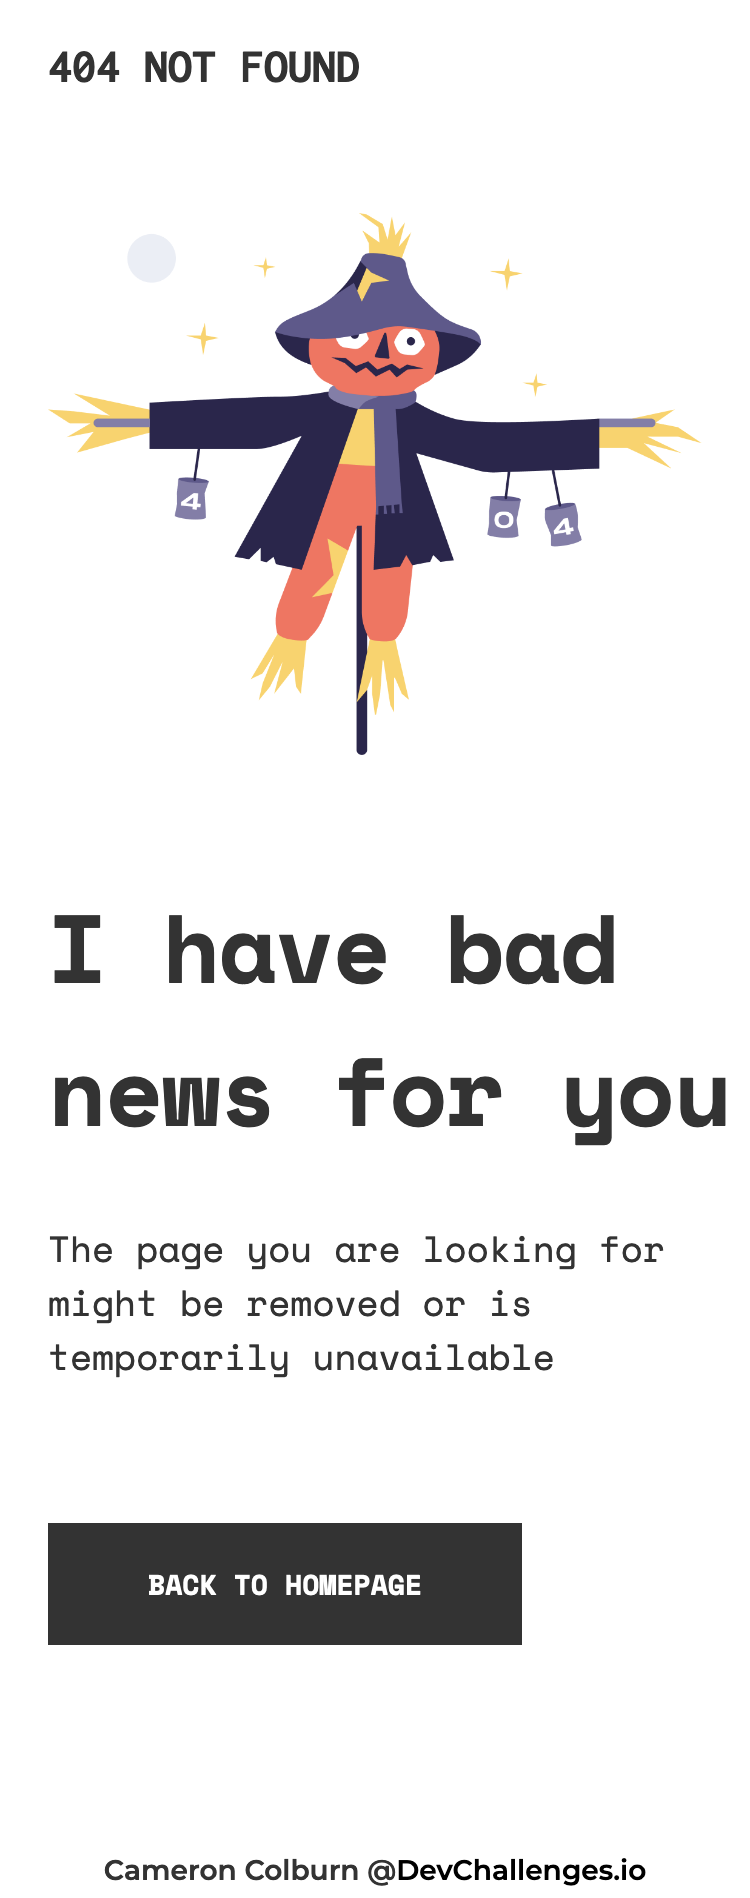 404 NOT FOUND
4
0
4
I have bad
news for you
The page you are looking for
might be removed or is
temporarily unavailable
BACK TO HOMEPAGE
Cameron Colburn @DevChallenges.io